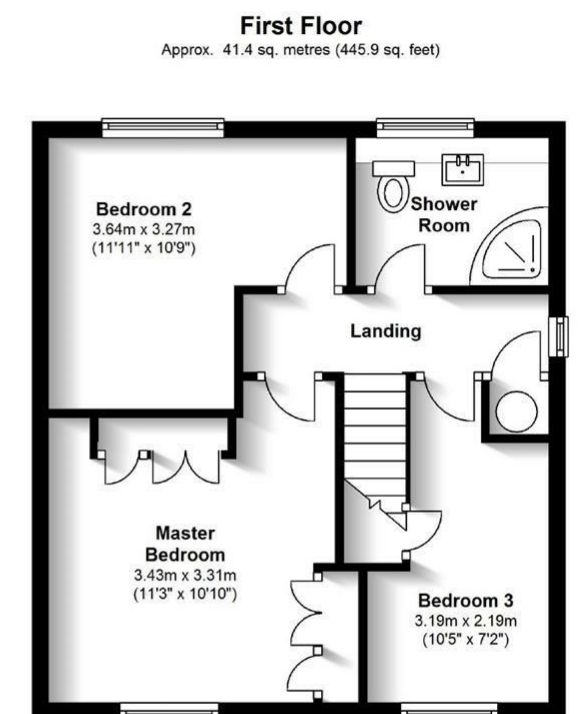 First Floor
Approx. 41.4 sq. metres (445.9 sq. feet)
Bedroom 2
3.64m x 3.27m
(11'11" x 10'9")
Shower
Room
Landing
Master
Bedroom
3.43m x 3.31m
(11'3" x 10'10")
Bedroom 3
3.19m x 2.19m
(10'5" x 7'2")